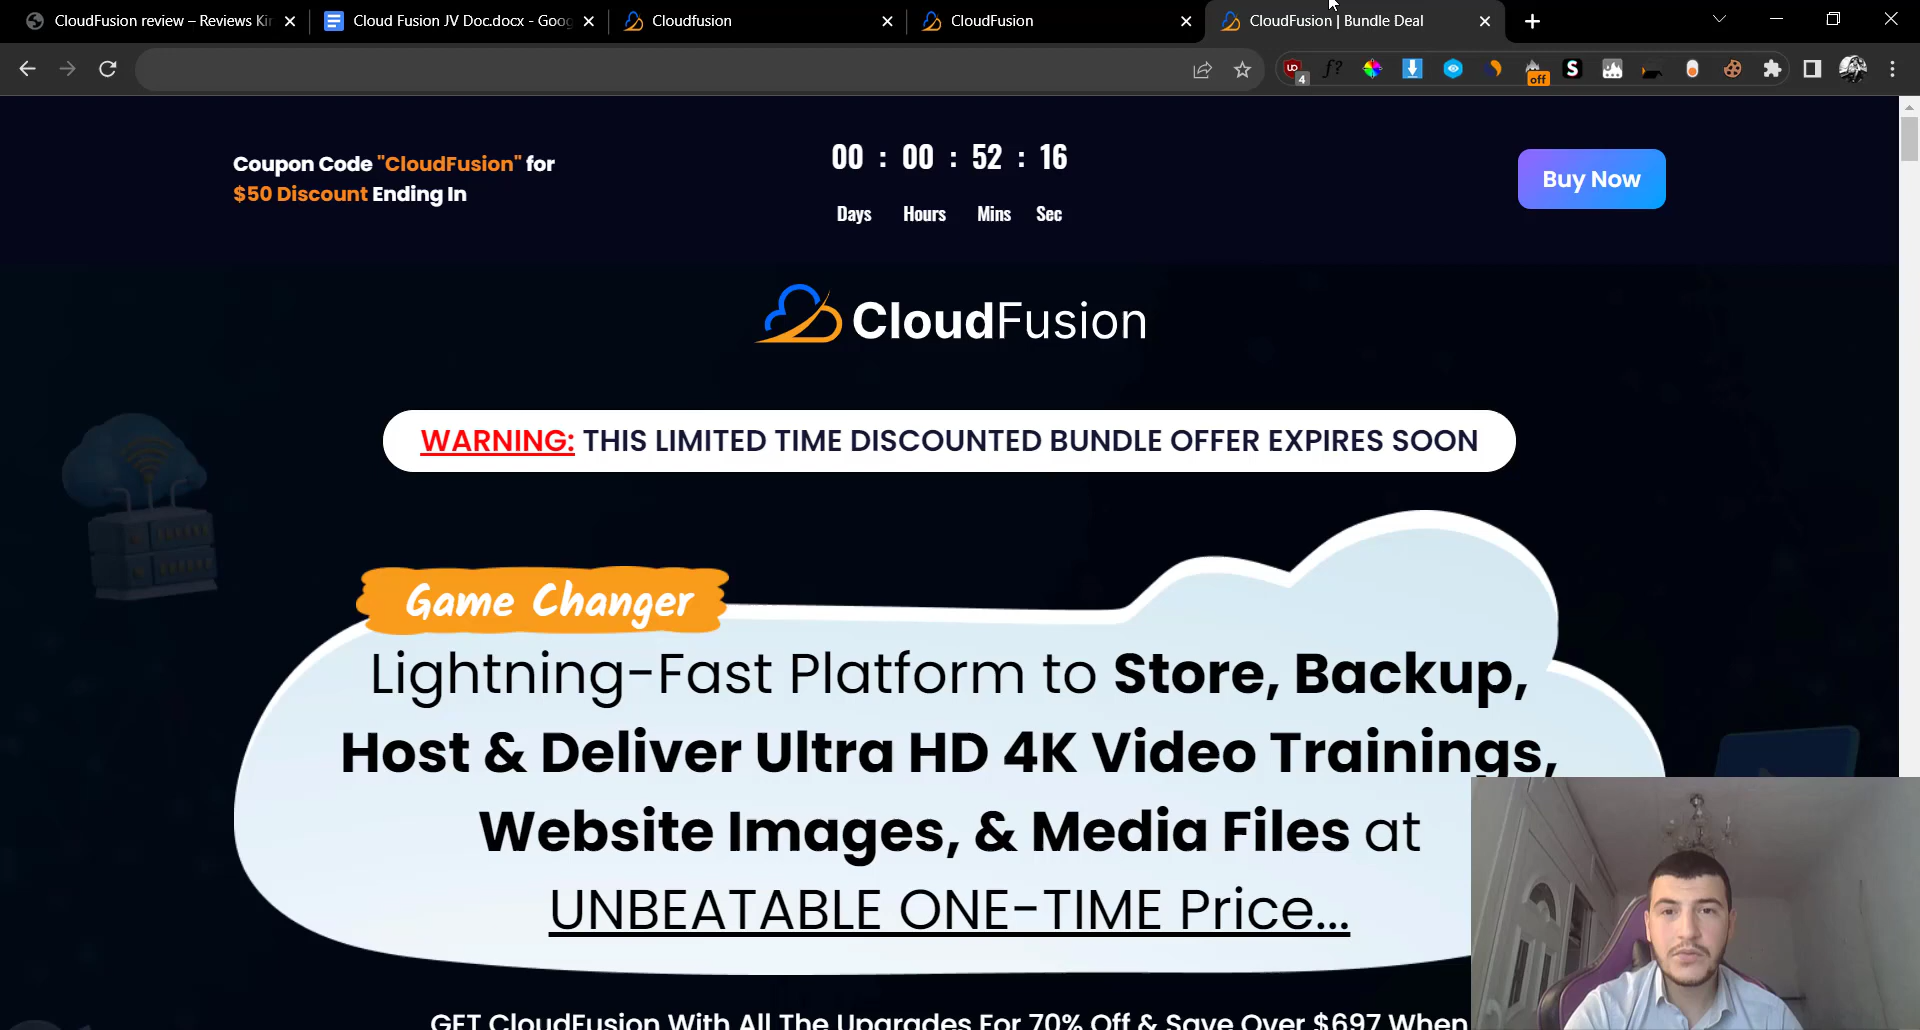 CloudFusion review – Reviews Kin
Cloud Fusion JV Doc.docx - Goog
Cloudfusion
CloudFusion
CloudFusion | Bundle Deal
UD
4
f?
off
S
Coupon Code "CloudFusion" for
$50 Discount Ending In
00 : 00 : 52 : 16
Days Hours Mins Sec
Buy Now
CloudFusion
WARNING: THIS LIMITED TIME DISCOUNTED BUNDLE OFFER EXPIRES SOON
Game Changer
Lightning-Fast Platform to Store, Backup,
Host & Deliver Ultra HD 4K Video Trainings,
Website Images, & Media Files at
UNBEATABLE ONE-TIME Price...
GET CloudFusion With All The Upgrades For 70% Off & Save Over $697 When